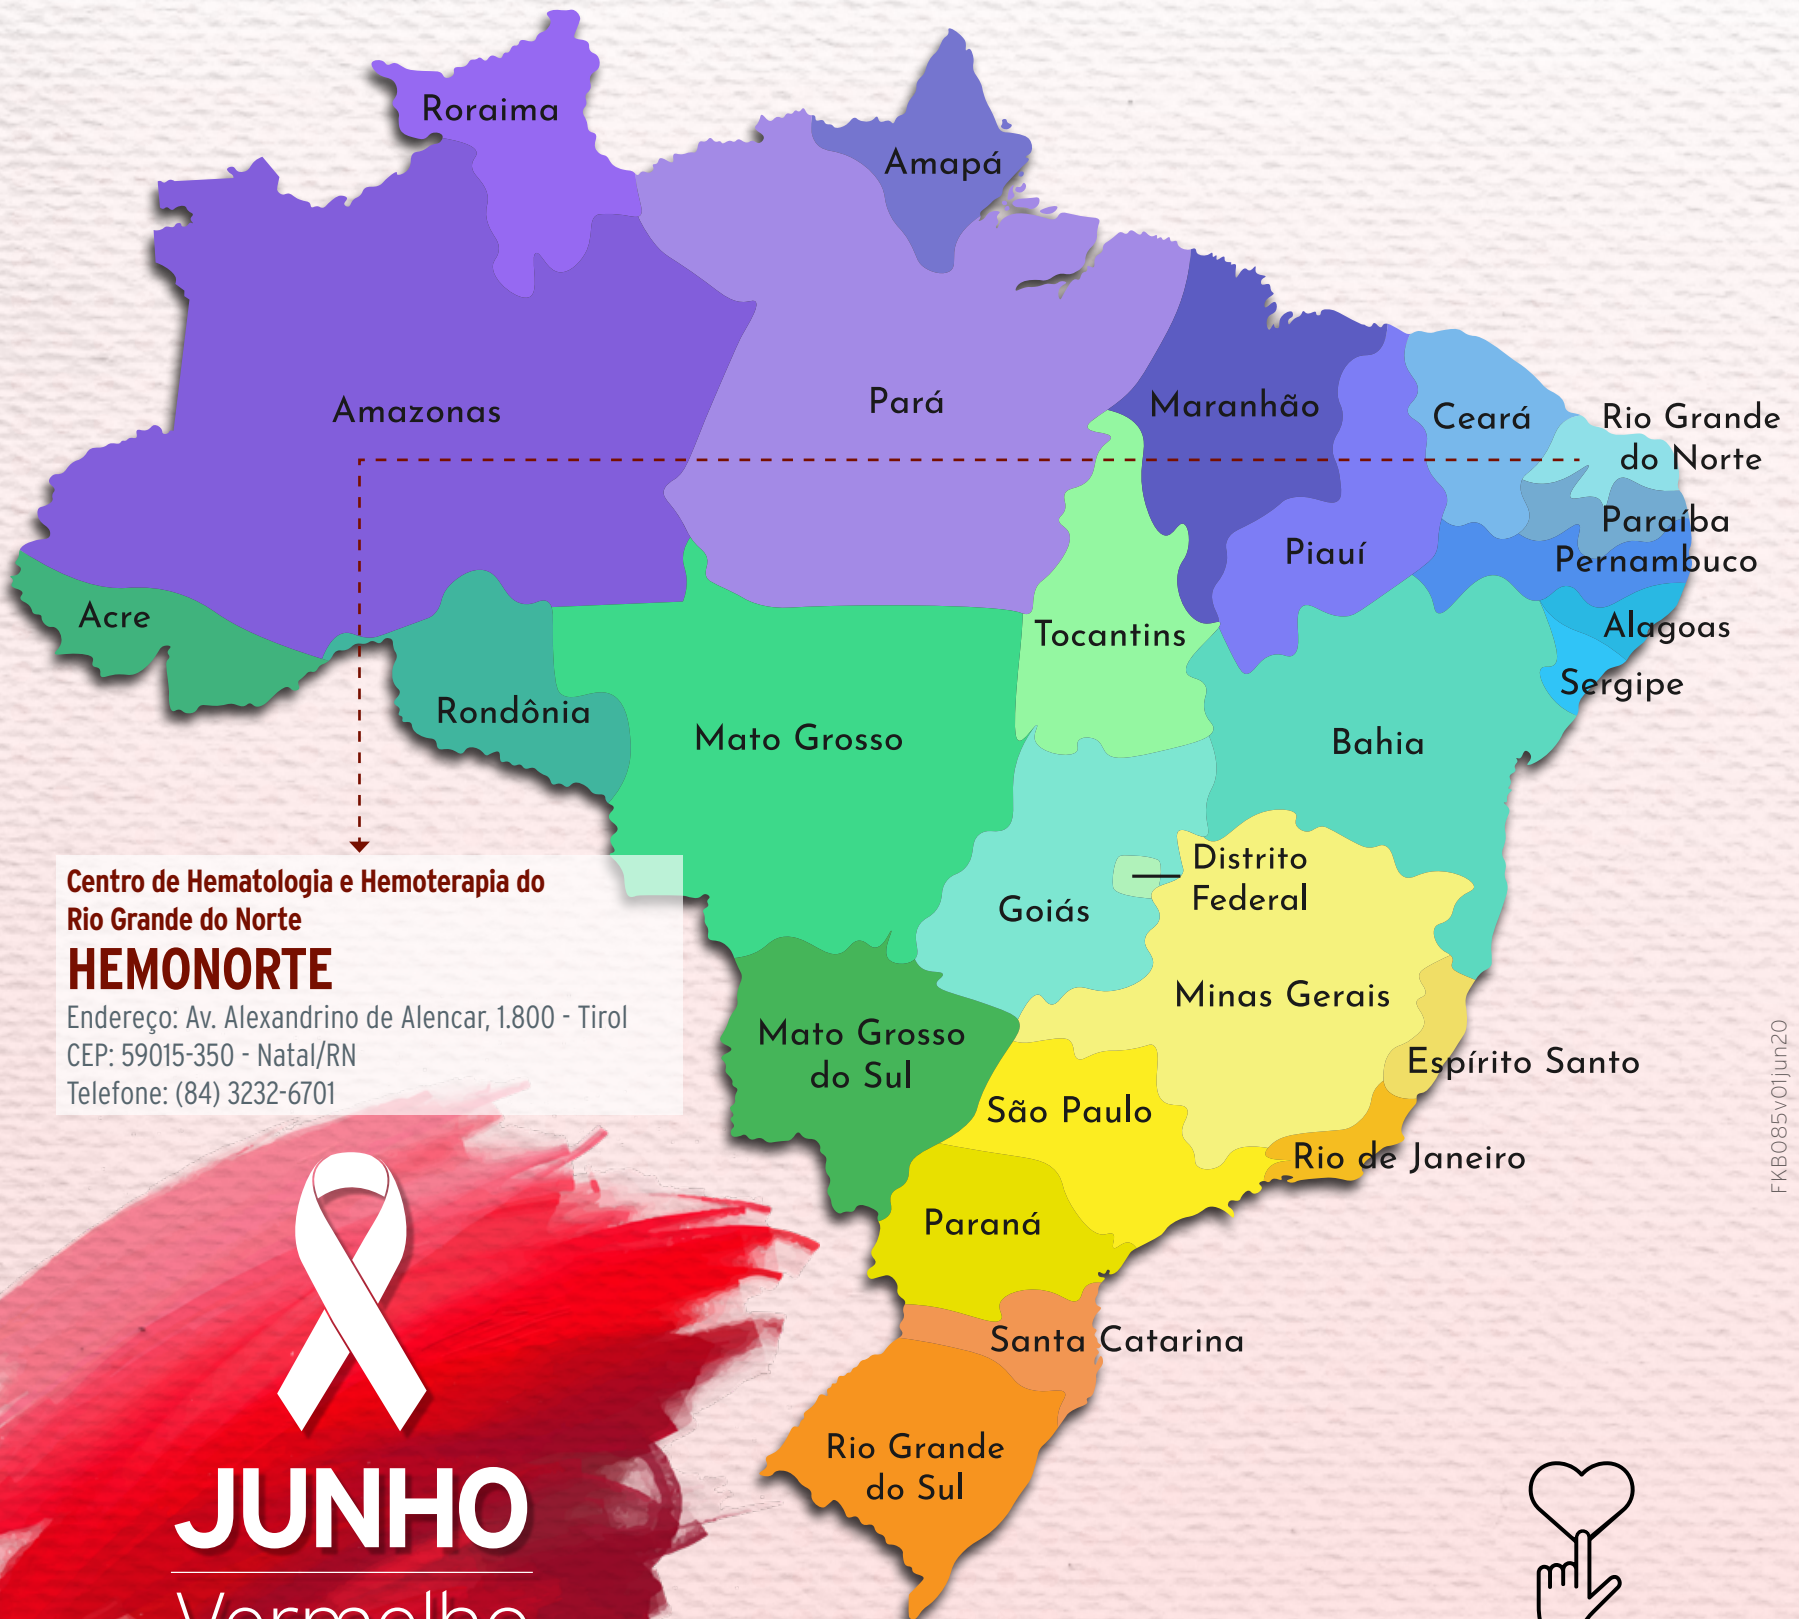 Roraima
Amapá
Amazonas
Pará
Maranhão
Ceará
Rio Grande
do Norte
Paraíba
Piauí
Pernambuco
Acre
Tocantins
Alagoas
Sergipe
Rondônia
Mato Grosso
Bahia
Distrito
Federal
Goiás
Centro de Hematologia e Hemoterapia do
Rio Grande do Norte
HEMONORTE
Endereço: Av. Alexandrino de Alencar, 1.800 - Tirol
CEP: 59015-350 - Natal/RN
Telefone: (84) 3232-6701
Minas Gerais
Mato Grosso
do Sul
Espírito Santo
São Paulo
Rio de Janeiro
Paraná
Santa Catarina
Rio Grande
do Sul
FKB085v01jun20
JUNHO
Vermelho